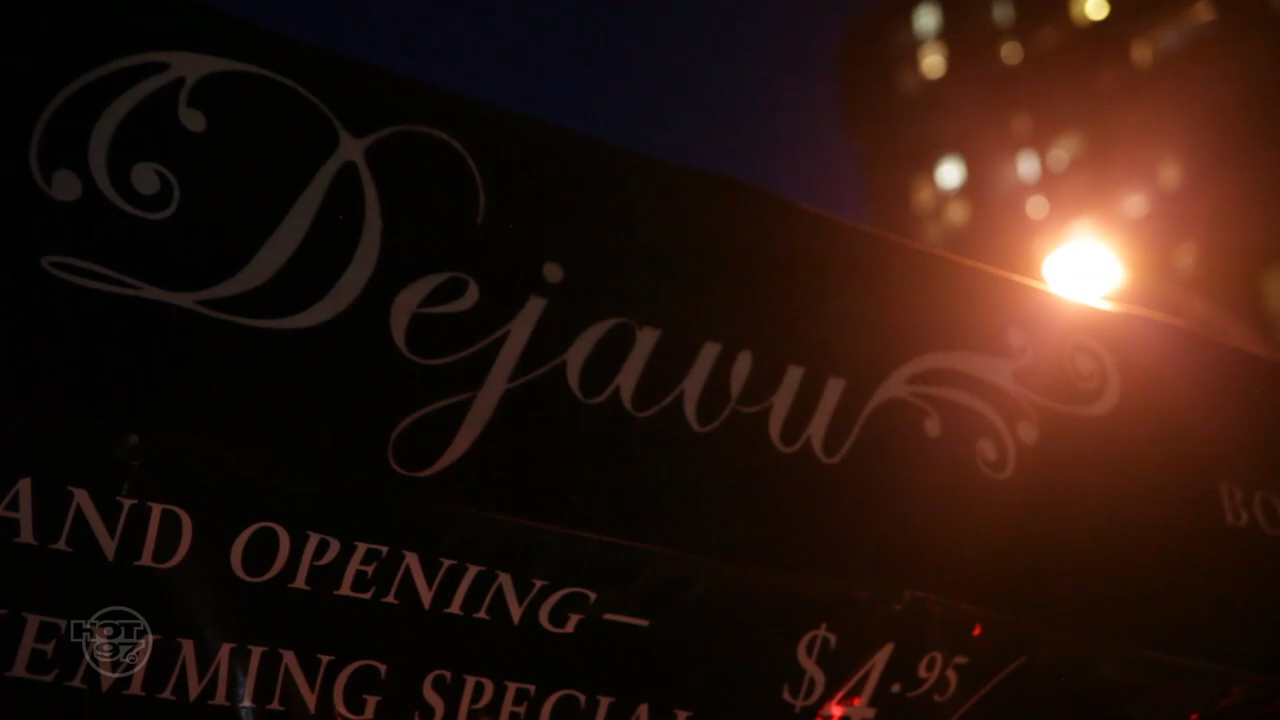 Dejavu
AND OPENING—
EMMING SPECIAL
$4.95/
HOT
97